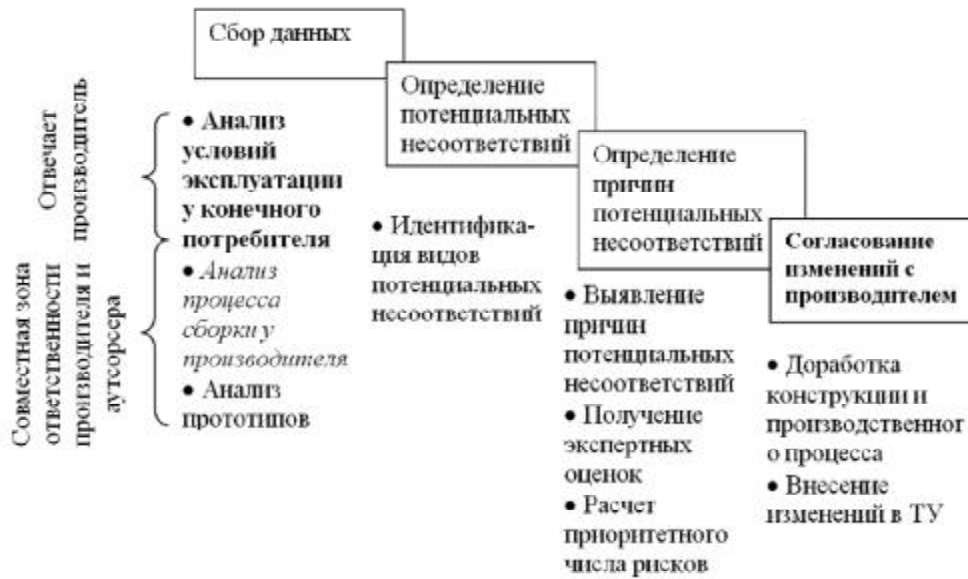 Сбор данных
Определение
потенциальных
несоответствий
Определение
причин
потенциальных
несоответствий
Согласование
изменений с
производителем
Отвечает
производитель
Совместная зона
ответственности
производителя и
аутсорсера
• Анализ
условий
эксплуатации
у конечного
потребителя
• Анализ
процесса
сборки у
производителя
• Анализ
прототипов
• Идентифика-
ция видов
потенциальных
несоответствий
• Выявление
причин
потенциальных
несоответствий
• Получение
экспертных
оценок
• Расчет
приоритетного
числа рисков
• Доработка
конструкции и
производственног
о процесса
• Внесение
изменений в ТУ